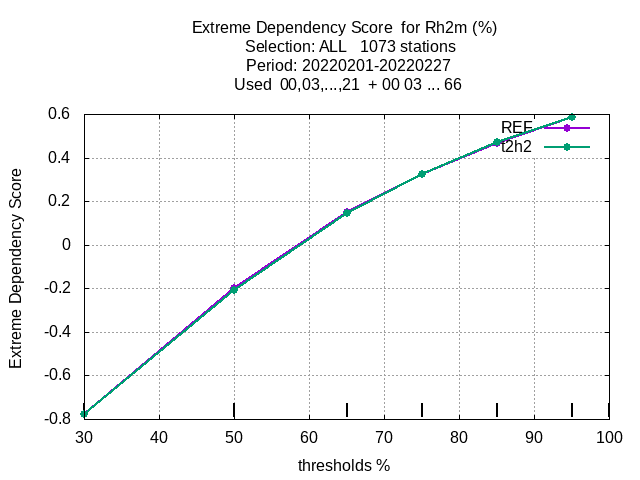 Extreme Dependency Score  for Rh2m (%)
Selection: ALL   1073 stations
Period: 20220201-20220227
Used  00,03,...,21  + 00 03 ... 66
REF
t2h2
Extreme Dependency Score
0.6
0.4
0.2
0
-0.2
-0.4
-0.6
-0.8
30 40 50 60 70 80 90 100
thresholds %